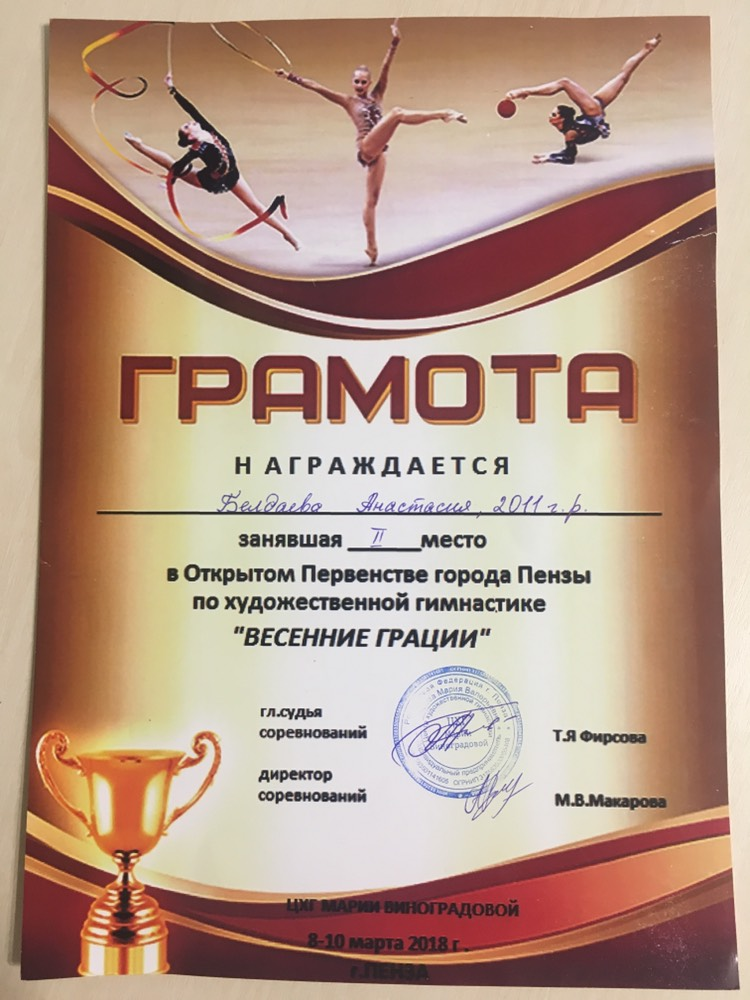 ГРАМОТА
НАГРАЖДАЕТСЯ
Белдаева Анастасия, 2011 г.р.
занявшая II место
в Открытом Первенстве города Пензы
по художественной гимнастике
"ВЕСЕННИЕ ГРАЦИИ"
гл.судья
соревнований
Т.Я Фирсова
директор
соревнований
М.В.Макарова
ЦХГ МАРИИ ВИНОГРАДОВОЙ
8-10 марта 2018 г .
г.ПЕНЗА